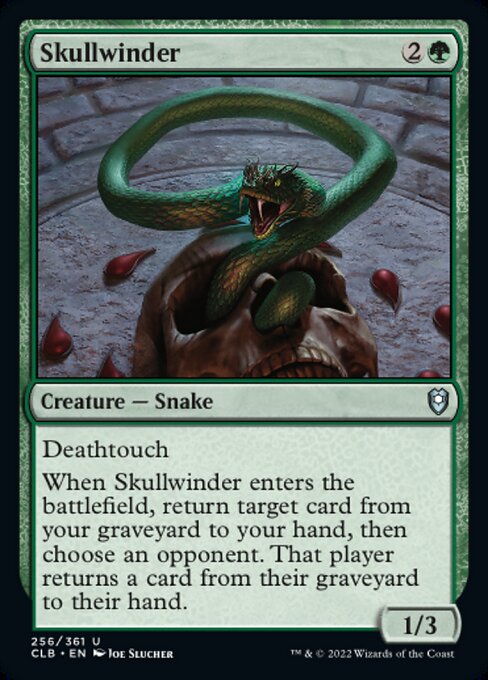 Skullwinder 2
Creature — Snake
Deathtouch
When Skullwinder enters the
battlefield, return target card from
your graveyard to your hand, then
choose an opponent. That player
returns a card from their graveyard
to their hand.
1/3
256/361 U
CLB • EN Joe Slucher
™ & © 2022 Wizards of the Coast